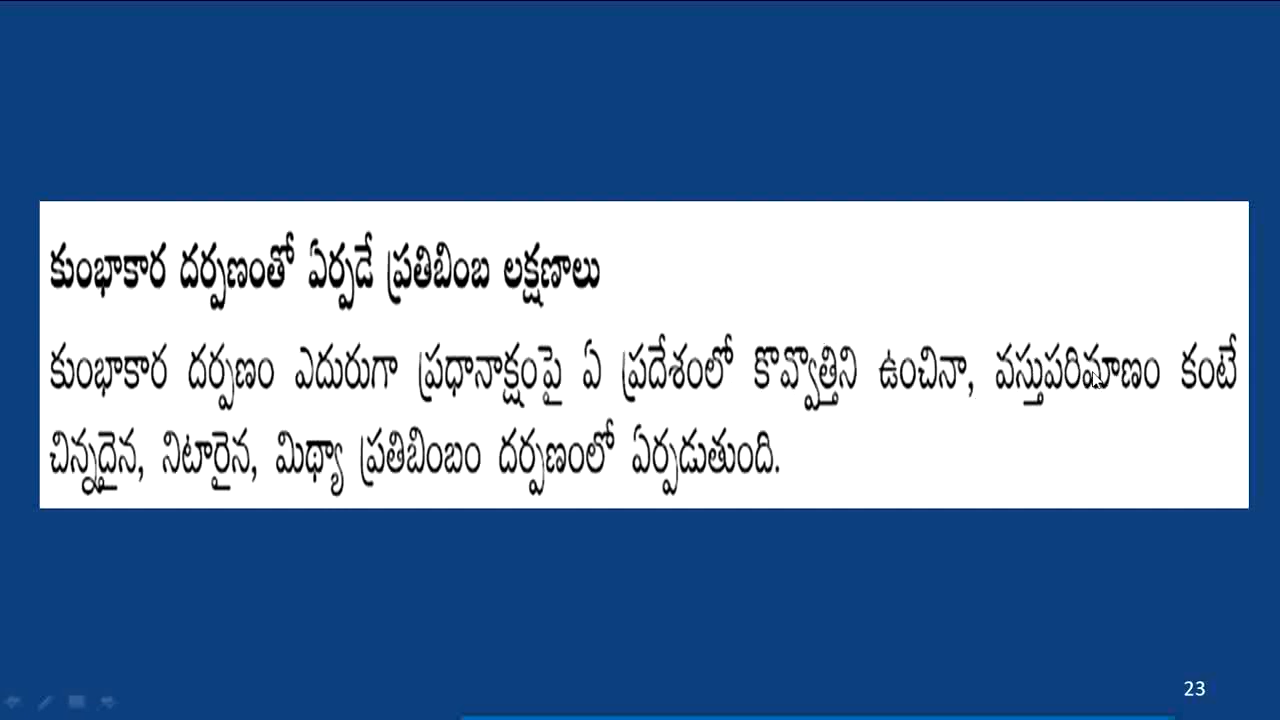 కుంభాకార దర్పణంతో ఏర్పడే ప్రతిబింబ లక్షణాలు
కుంభాకార దర్పణం ఎదురుగా ప్రధానాక్షంపై ఏ ప్రదేశంలో కొవ్వొత్తిని ఉంచినా, వస్తుపరిమాణం కంటే
చిన్నదైన, నిటారైన, మిథ్యా ప్రతిబింబం దర్పణంలో ఏర్పడుతుంది.
23